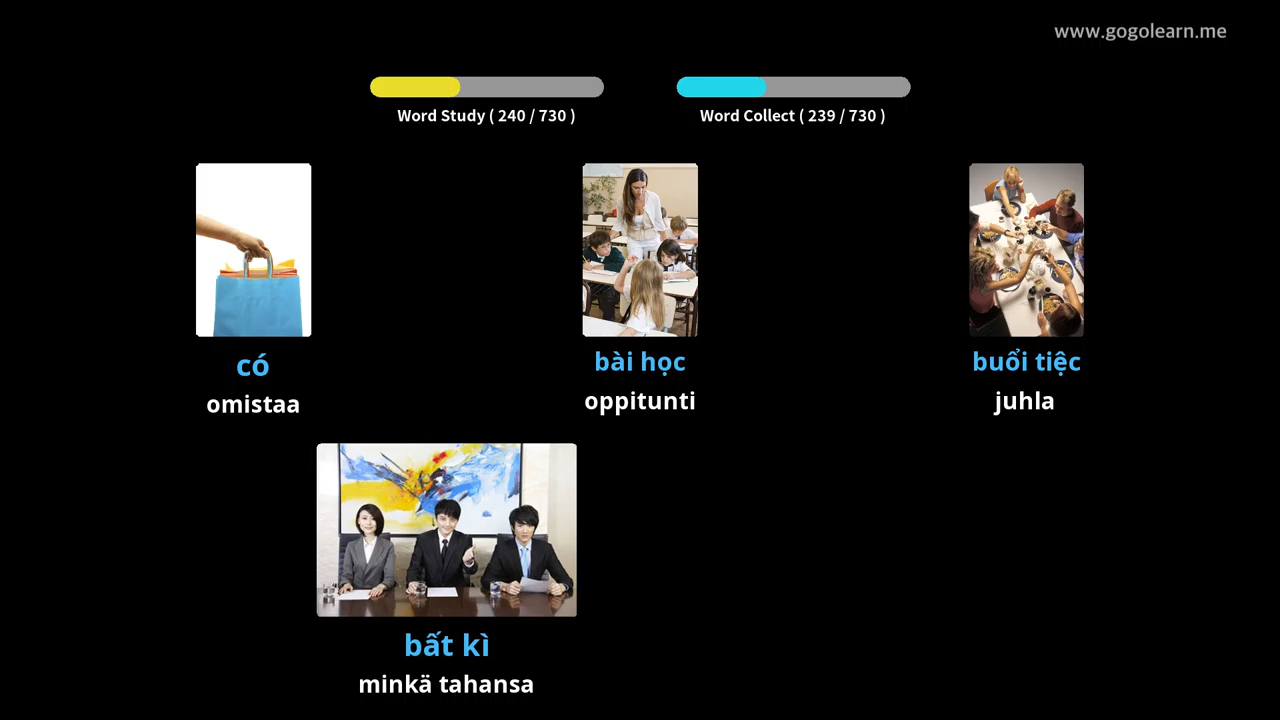 www.gogolearn.me
Word Study ( 240 / 730 )
Word Collect ( 239 / 730 )
có
omistaa
bài học
oppitunti
buổi tiệc
juhla
bất kì
minkä tahansa